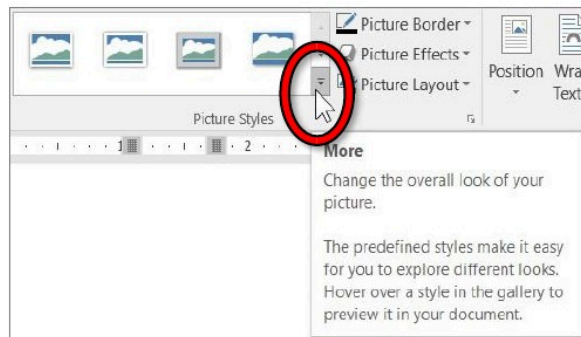 Picture Border
Picture Effects
Picture Layout
Position
Wra
Text
Picture Styles
1
2
More
Change the overall look of your
picture.
The predefined styles make it easy
for you to explore different looks.
Hover over a style in the gallery to
preview it in your document.